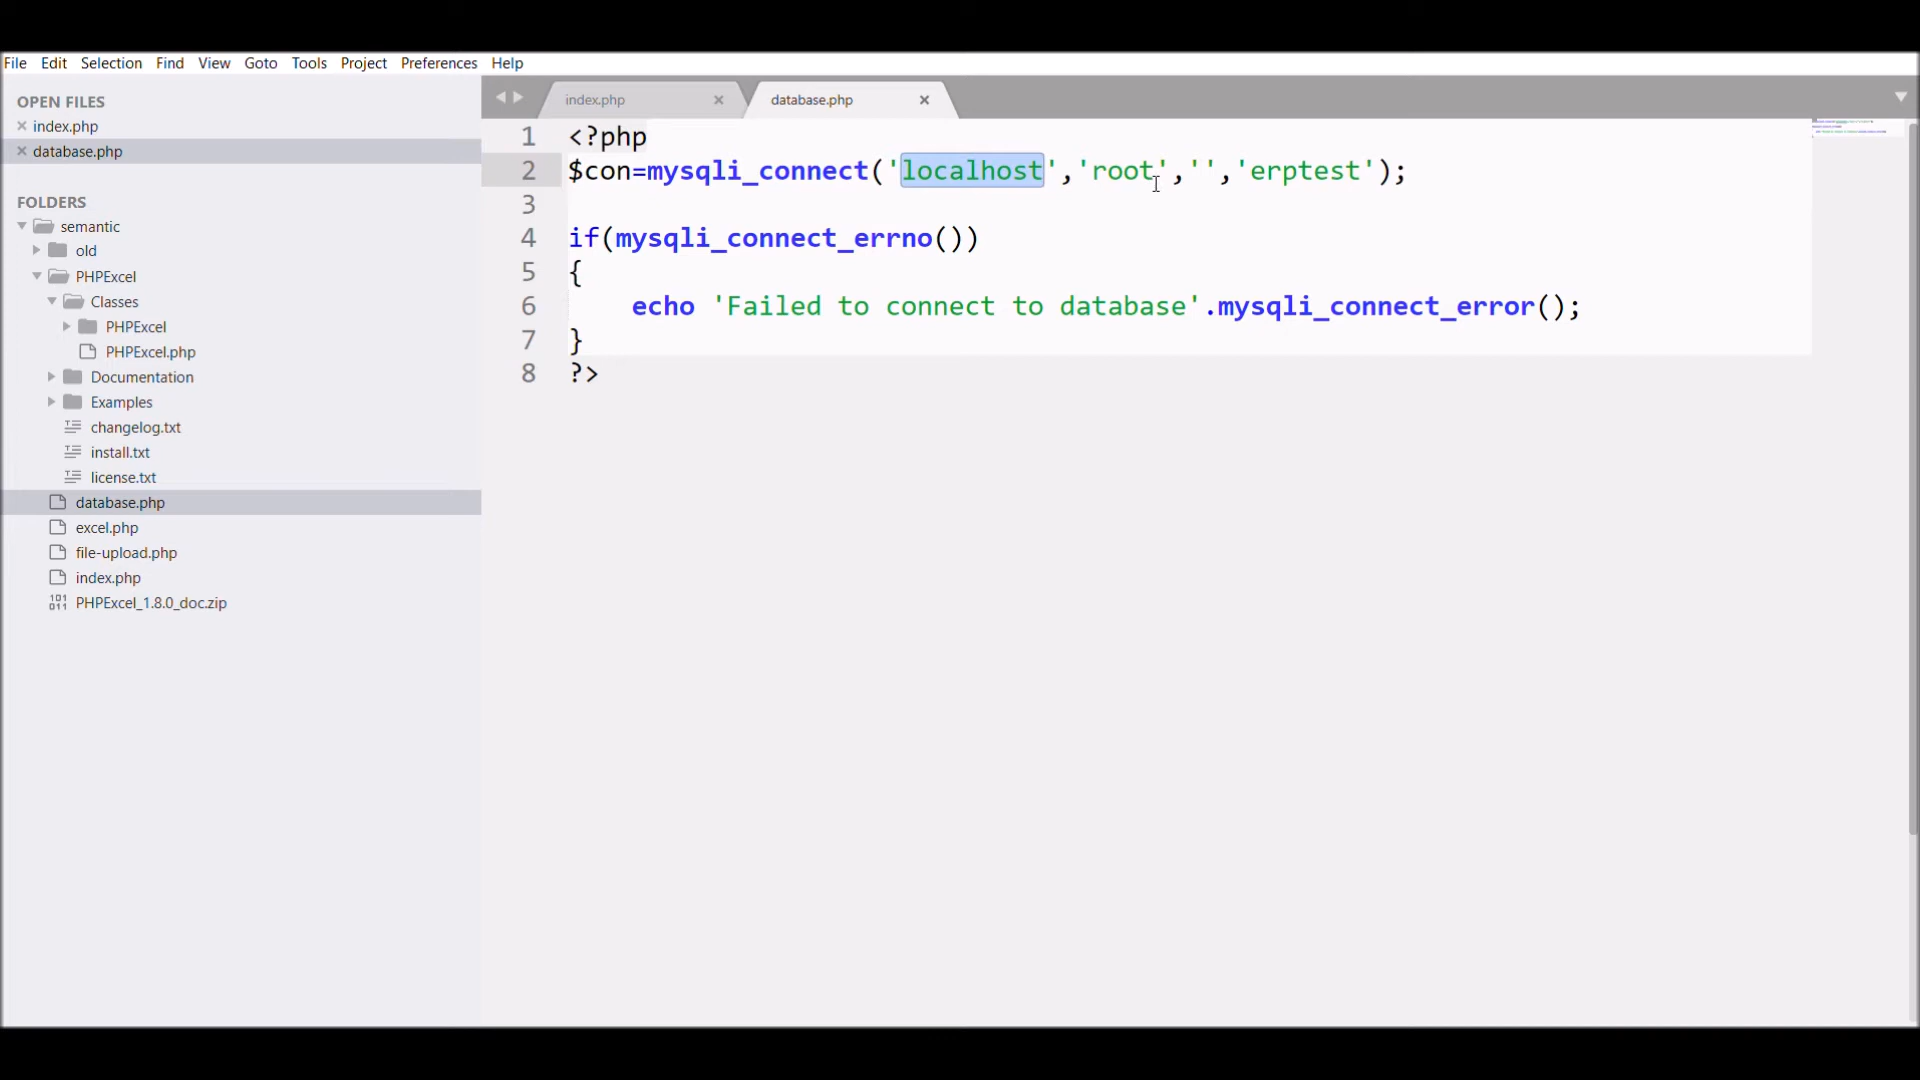 File Edit Selection Find View Goto Tools Project Preferences Help
OPEN FILES
index.php
database.php
FOLDERS
semantic
old
PHPExcel
Classes
PHPExcel
PHPExcel.php
Documentation
Examples
changelog.txt
install.txt
license.txt
database.php
excel.php
file-upload.php
index.php
PHPExcel_1.8.0_doc.zip
index.php database.php
1 <?php
2 $con=mysqli_connect('localhost','root','','erptest');
3
4 if(mysqli_connect_errno())
5 {
6 echo 'Failed to connect to database'.mysqli_connect_error();
7 }
8 ?>